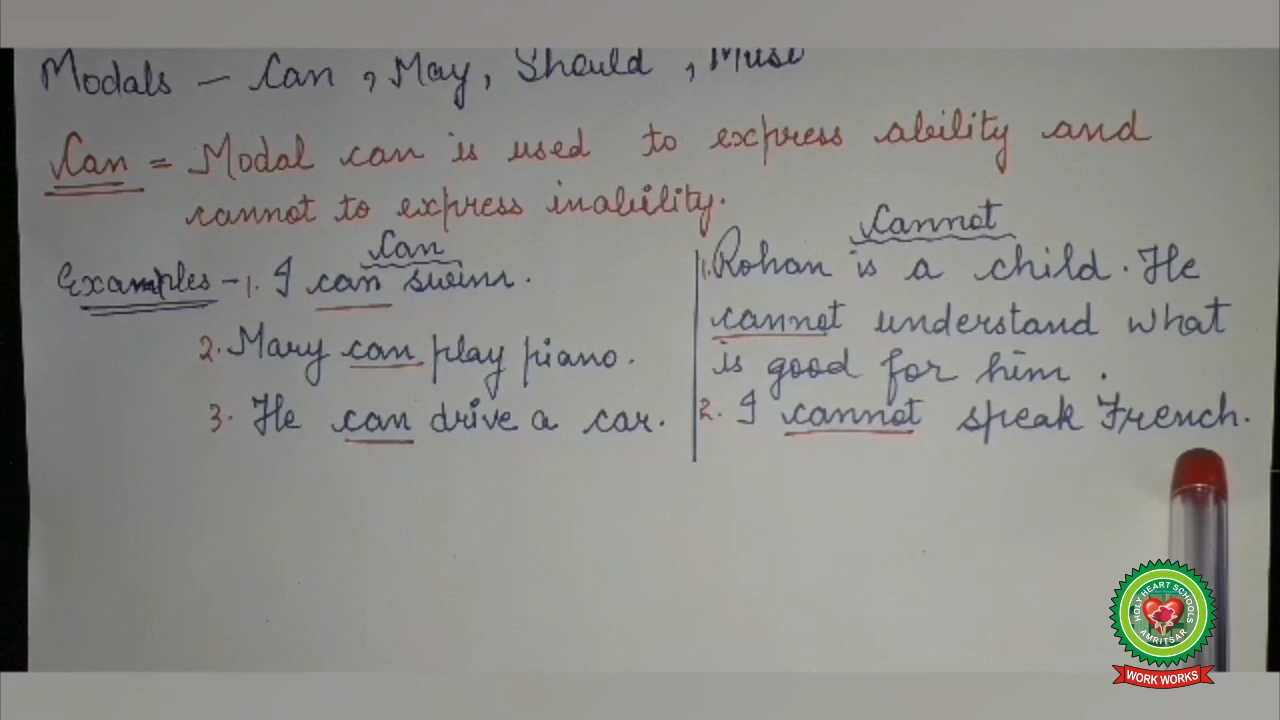 Modals – Can, May, Should, Must
Can = Modal can is used to express ability and
cannot to express inability.
Can
Examples – 1. I can swim.
2. Mary can play piano.
3. He can drive a car.
Cannot
1. Rohan is a child. He
cannot understand what
is good for him.
2. I cannot speak French.
HOLY HEART SCHOOLS
AMRITSAR
WORK WORKS